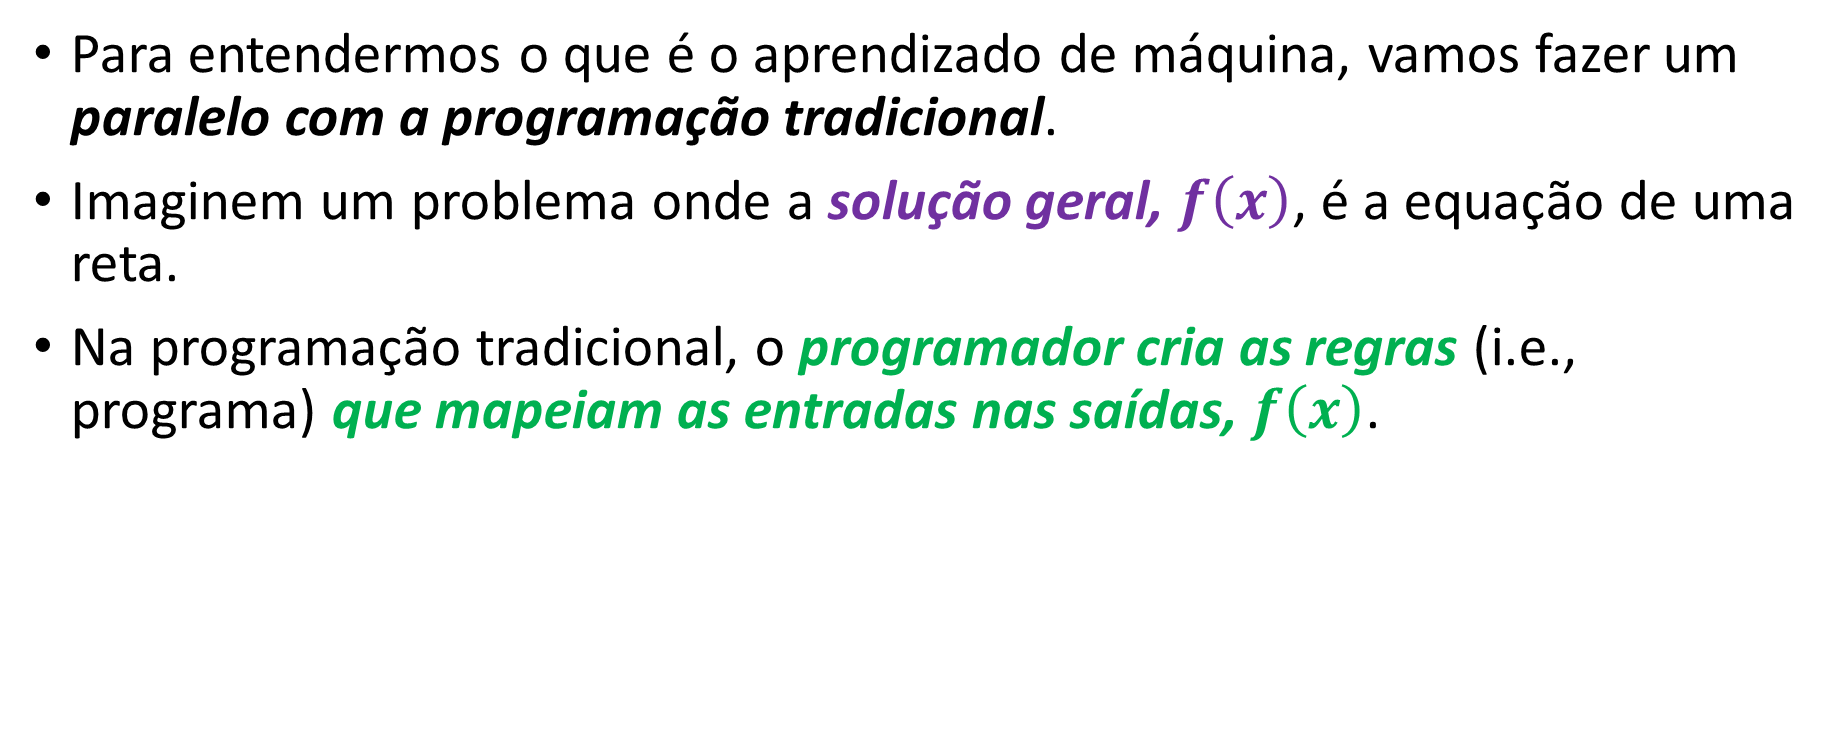 • Para entendermos o que é o aprendizado de máquina, vamos fazer um
paralelo com a programação tradicional.
• Imaginem um problema onde a solução geral, f(x), é a equação de uma
reta.
• Na programação tradicional, o programador cria as regras (i.e.,
programa) que mapeiam as entradas nas saídas, f(x).